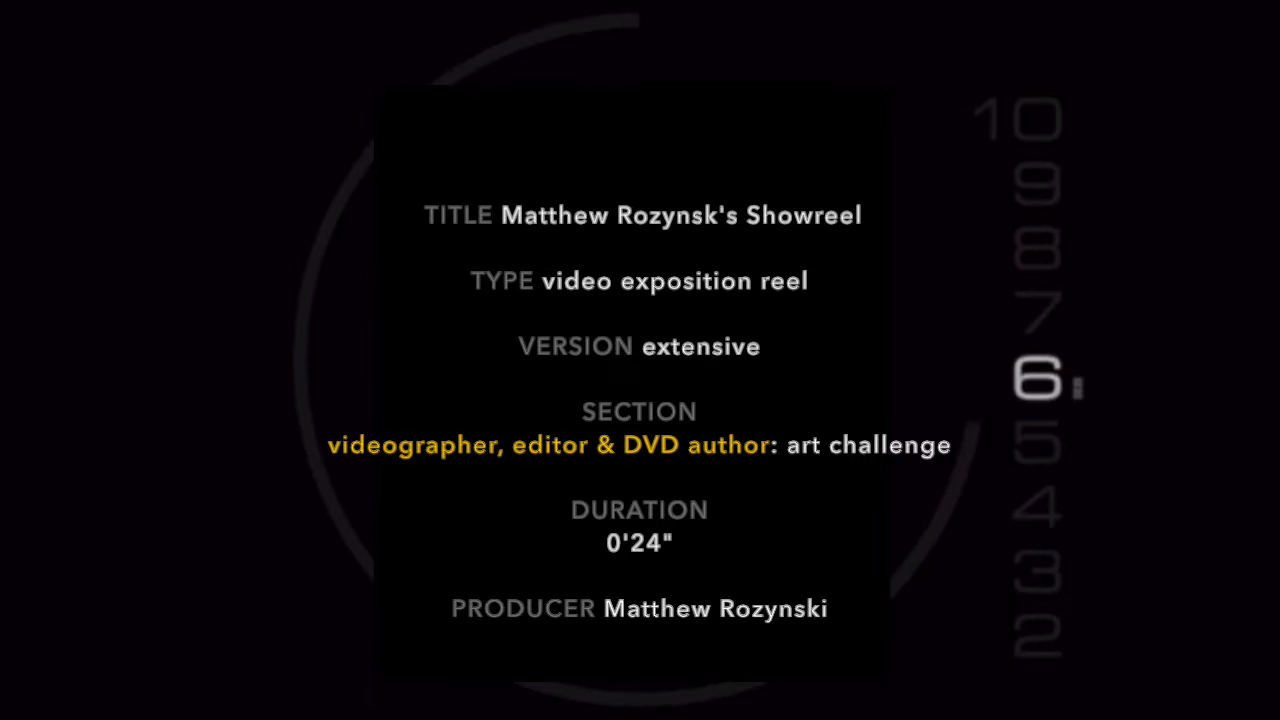 TITLE Matthew Rozynsk's Showreel
TYPE video exposition reel
VERSION extensive
SECTION
videographer, editor & DVD author: art challenge
DURATION
0'24"
PRODUCER Matthew Rozynski
10
9
8
7
6
5
4
3
2